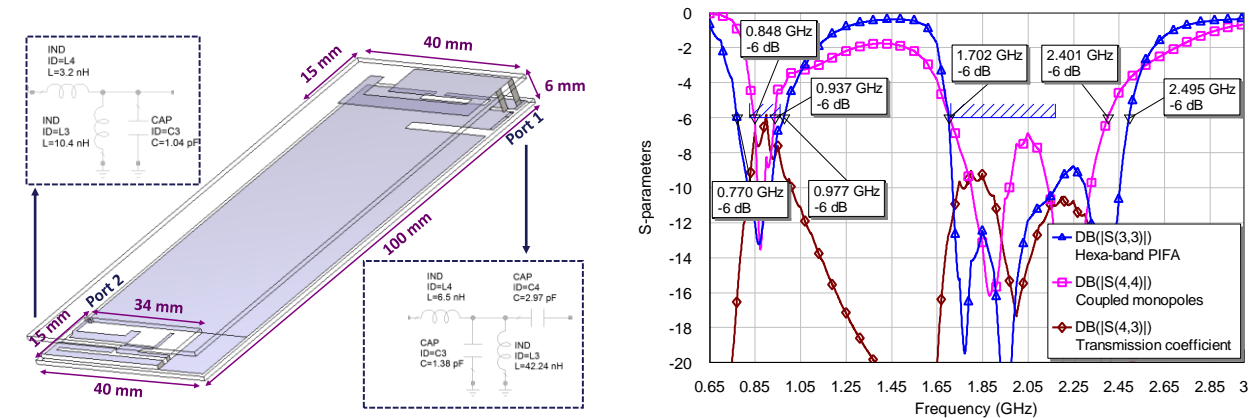 IND
ID=L4
L=3.2 nH
IND
ID=L3
L=10.4 nH
CAP
ID=C3
C=1.04 pF
40 mm
15 mm
6 mm
Port 1
100 mm
Port 2
34 mm
15 mm
40 mm
IND
ID=L4
L=6.5 nH
CAP
ID=C4
C=2.97 pF
CAP
ID=C3
C=1.38 pF
IND
ID=L3
L=42.24 nH
S-parameters
0
-2
-4
-6
-8
-10
-12
-14
-16
-18
-20
0.848 GHz
-6 dB
0.937 GHz
-6 dB
1.702 GHz
-6 dB
2.401 GHz
-6 dB
2.495 GHz
-6 dB
0.770 GHz
-6 dB
0.977 GHz
-6 dB
DB(|S(3,3)|)
Hexa-band PIFA
DB(|S(4,4)|)
Coupled monopoles
DB(|S(4,3)|)
Transmission coefficient
0.65 0.85 1.05 1.25 1.45 1.65 1.85 2.05 2.25 2.45 2.65 2.85 3
Frequency (GHz)